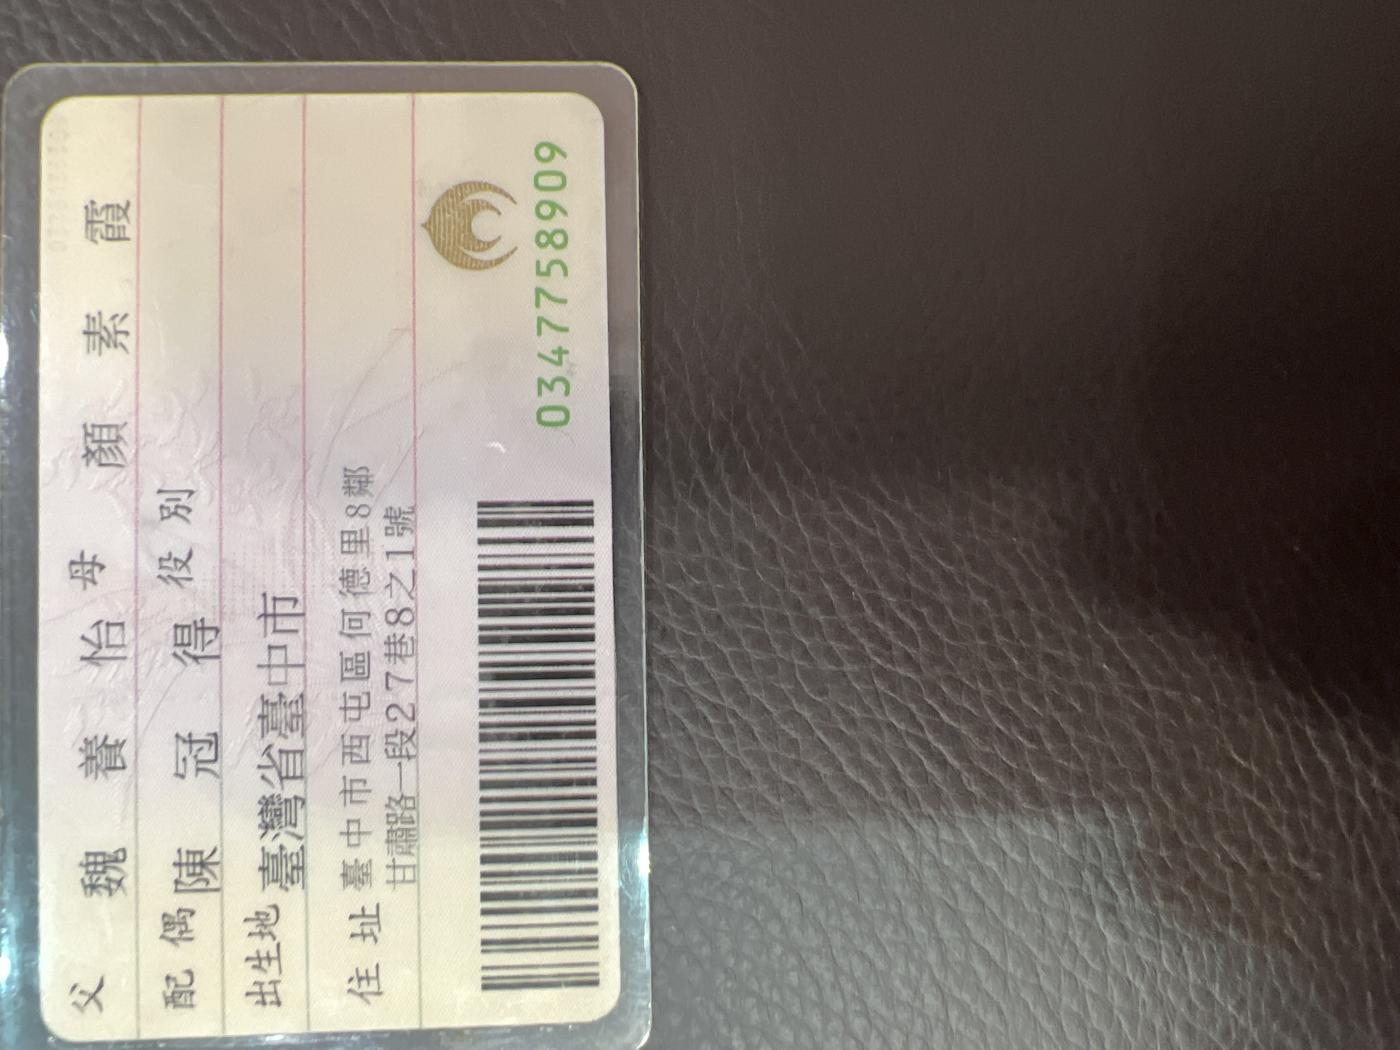 父 魏養怡 母 顏素霞
配偶 陳冠得 役別
出生地 臺灣省臺中市
住址 臺中市西屯區何德里8鄰
甘肅路一段27巷8之1號
0347758909